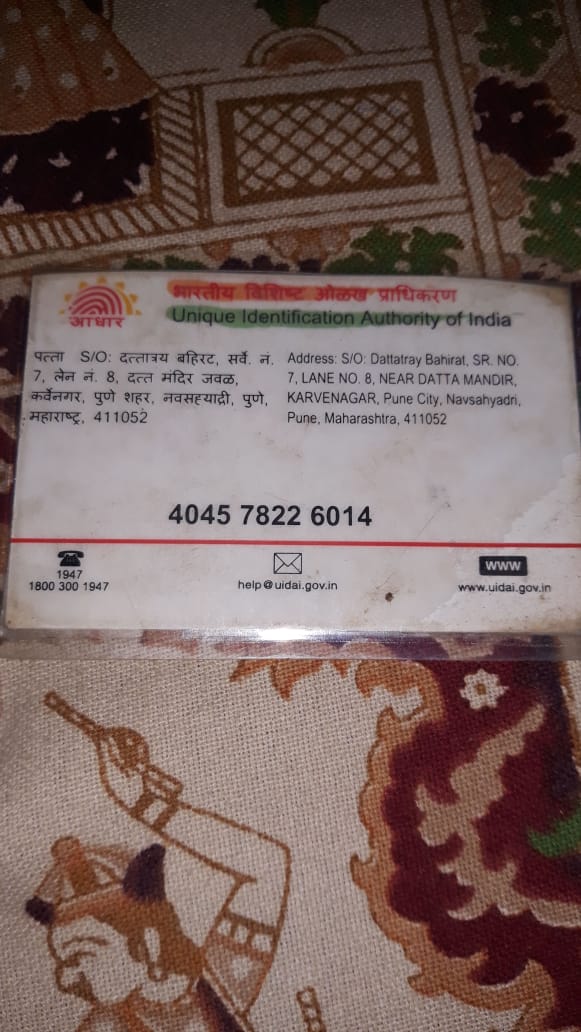 भारतीय विशिष्ट ओळख प्राधिकरण
Unique Identification Authority of India
आधार
पत्ता S/O: दत्तात्रय बहिरट, सर्वे. नं.
7, लेन नं. 8, दत्त मंदिर जवळ,
कर्वेनगर, पुणे शहर, नवसह्याद्री, पुणे,
महाराष्ट्र, 411052
Address: S/O: Dattatray Bahirat, SR. NO.
7, LANE NO. 8, NEAR DATTA MANDIR,
KARVENAGAR, Pune City, Navsahyadri,
Pune, Maharashtra, 411052
4045 7822 6014
1947
1800 300 1947
help@uidai.gov.in
www
www.uidai.gov.in